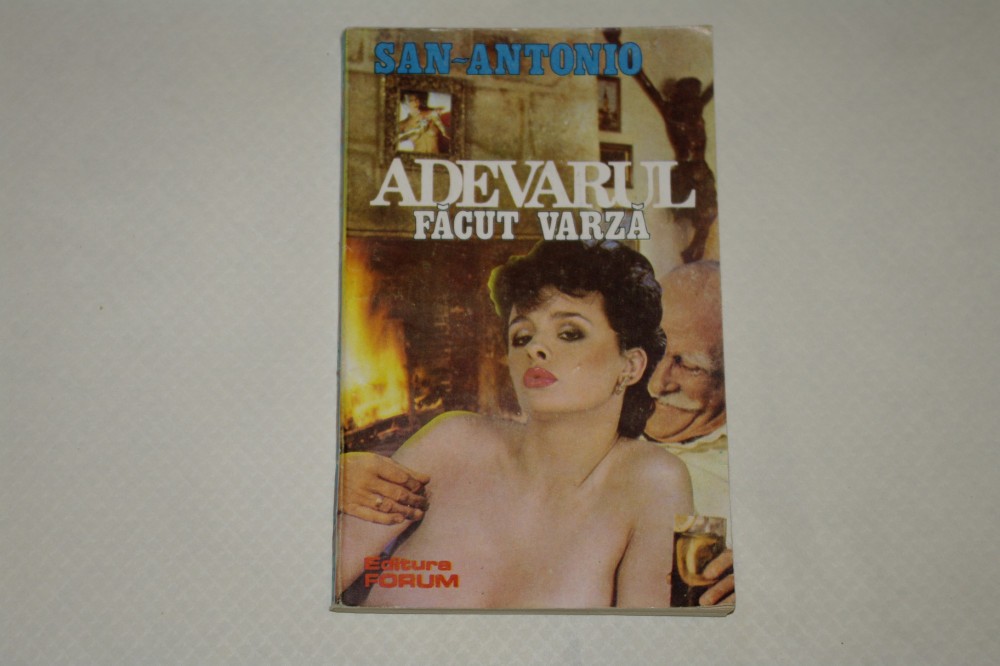 SAN-ANTONIO
ADEVARUL
FĂCUT VARZĂ
Editura
FORUM